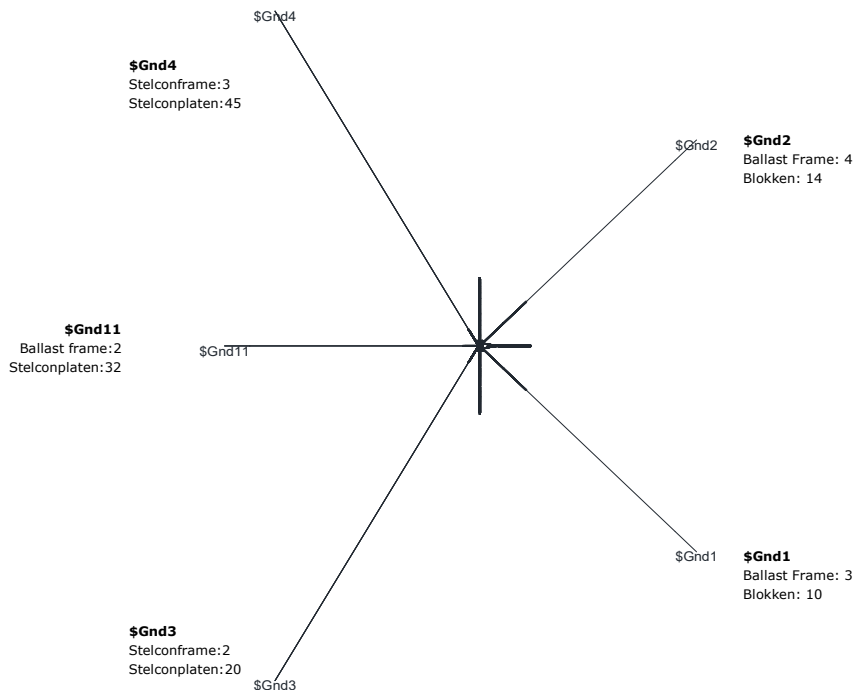 $Gnd4
$Gnd4
Stelconframe:3
Stelconplaten:45
$Gnd2
$Gnd2
Ballast Frame: 4
Blokken: 14
$Gnd11
Ballast frame:2
Stelconplaten:32
$Gnd11
$Gnd1
$Gnd1
Ballast Frame: 3
Blokken: 10
$Gnd3
Stelconframe:2
Stelconplaten:20
$Gnd3